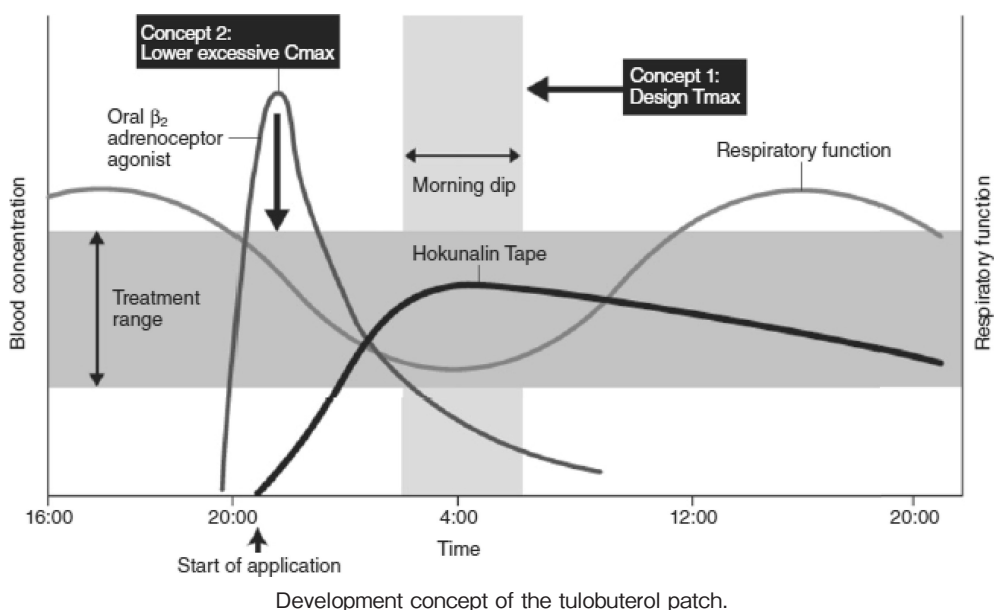 Concept 2:
Lower excessive Cmax
Concept 1:
Design Tmax
Oral β₂
adrenoceptor
agonist
Respiratory function
Morning dip
Hokunalin Tape
Treatment
range
Blood concentration
Respiratory function
16:00 20:00 4:00 12:00 20:00
Time
Start of application
Development concept of the tulobuterol patch.